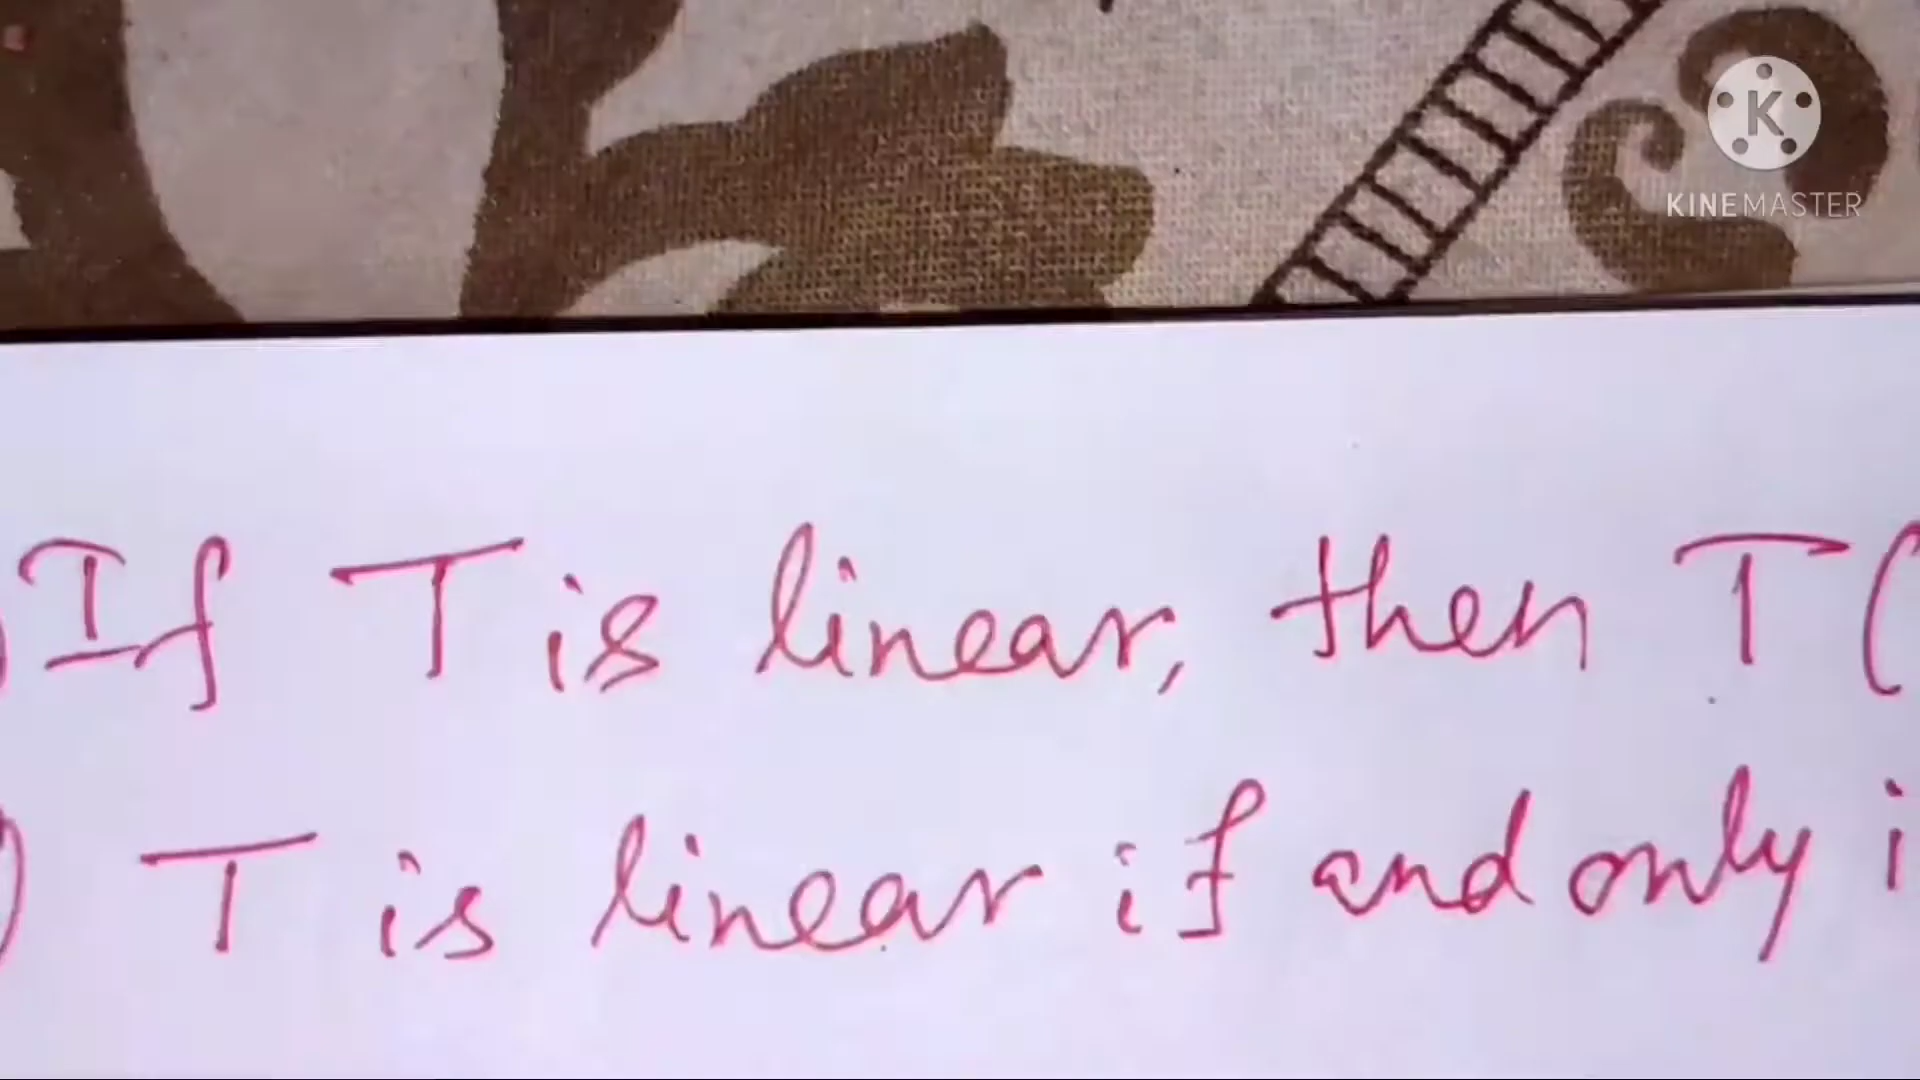 K
KINEMASTER
) If T is linear, then T(
) T is linear if and only i